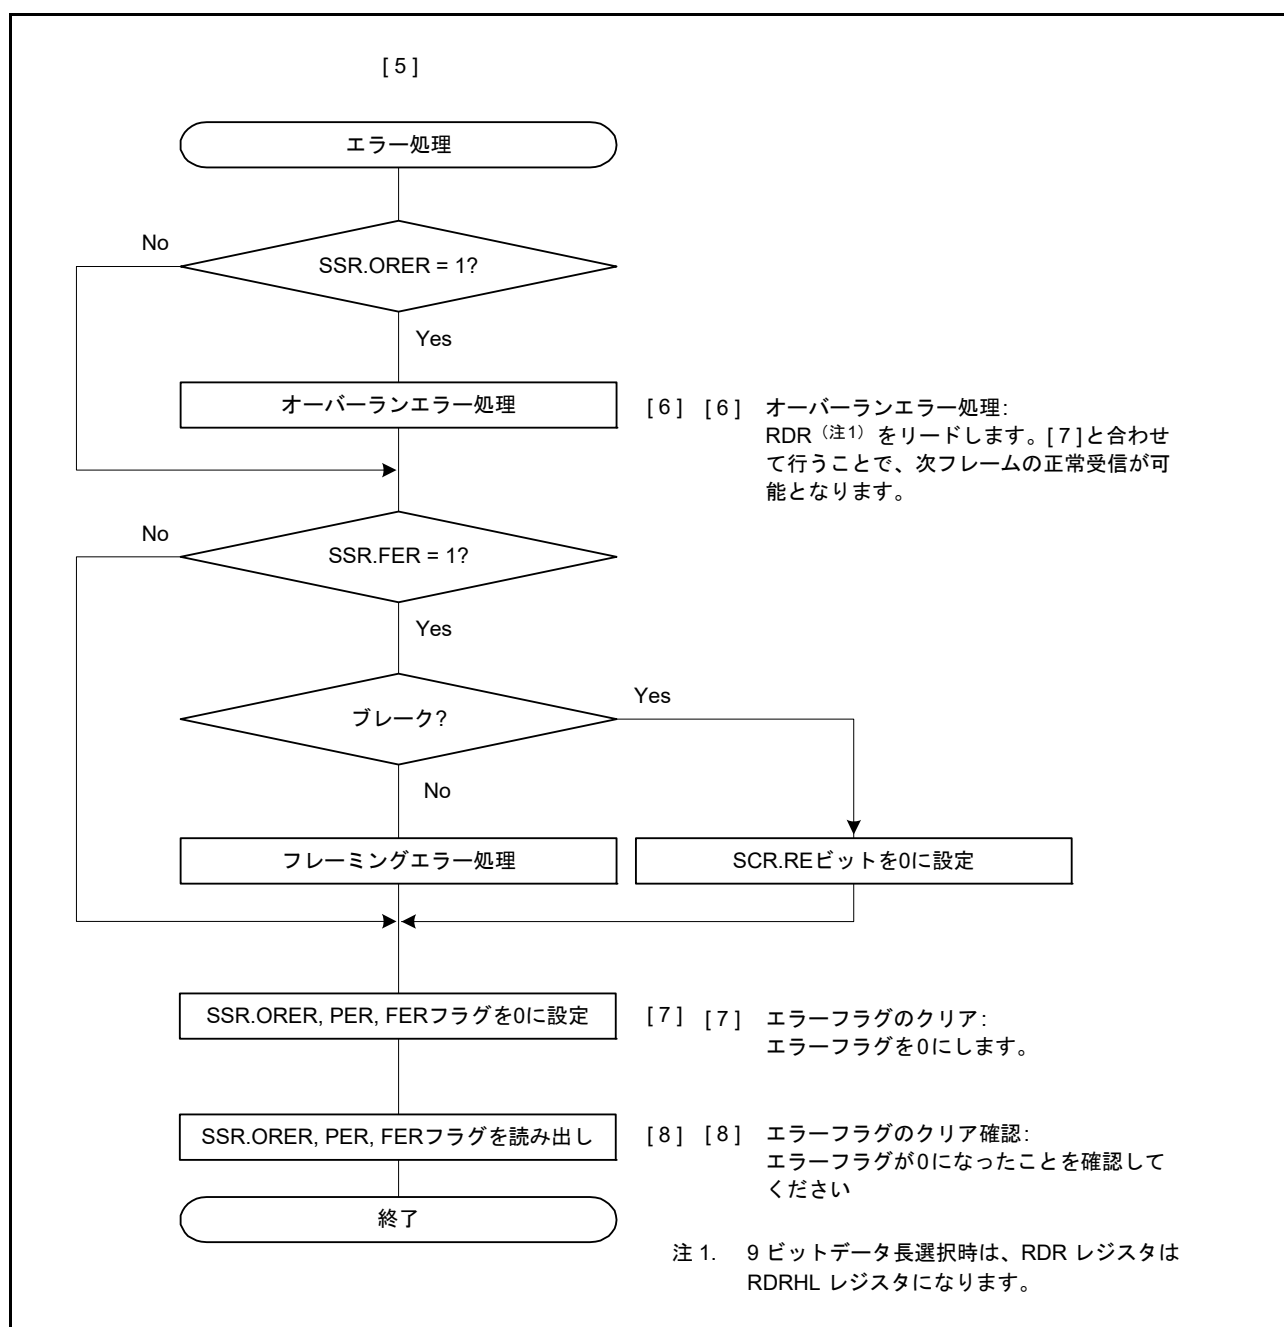 [ 5 ]
エラー処理
No
SSR.ORER = 1?
Yes
オーバーランエラー処理
[ 6 ]
[ 6 ] オーバーランエラー処理:
RDR（注1）をリードします。[ 7 ]と合わせ
て行うことで、次フレームの正常受信が可
能となります。
No
SSR.FER = 1?
Yes
ブレーク?
Yes
No
フレーミングエラー処理
SCR.REビットを0に設定
SSR.ORER, PER, FERフラグを0に設定
[ 7 ]
[ 7 ] エラーフラグのクリア:
エラーフラグを0にします。
SSR.ORER, PER, FERフラグを読み出し
[ 8 ]
[ 8 ] エラーフラグのクリア確認:
エラーフラグが0になったことを確認して
ください
終了
注 1. 9 ビットデータ長選択時は、RDR レジスタは
RDRHL レジスタになります。